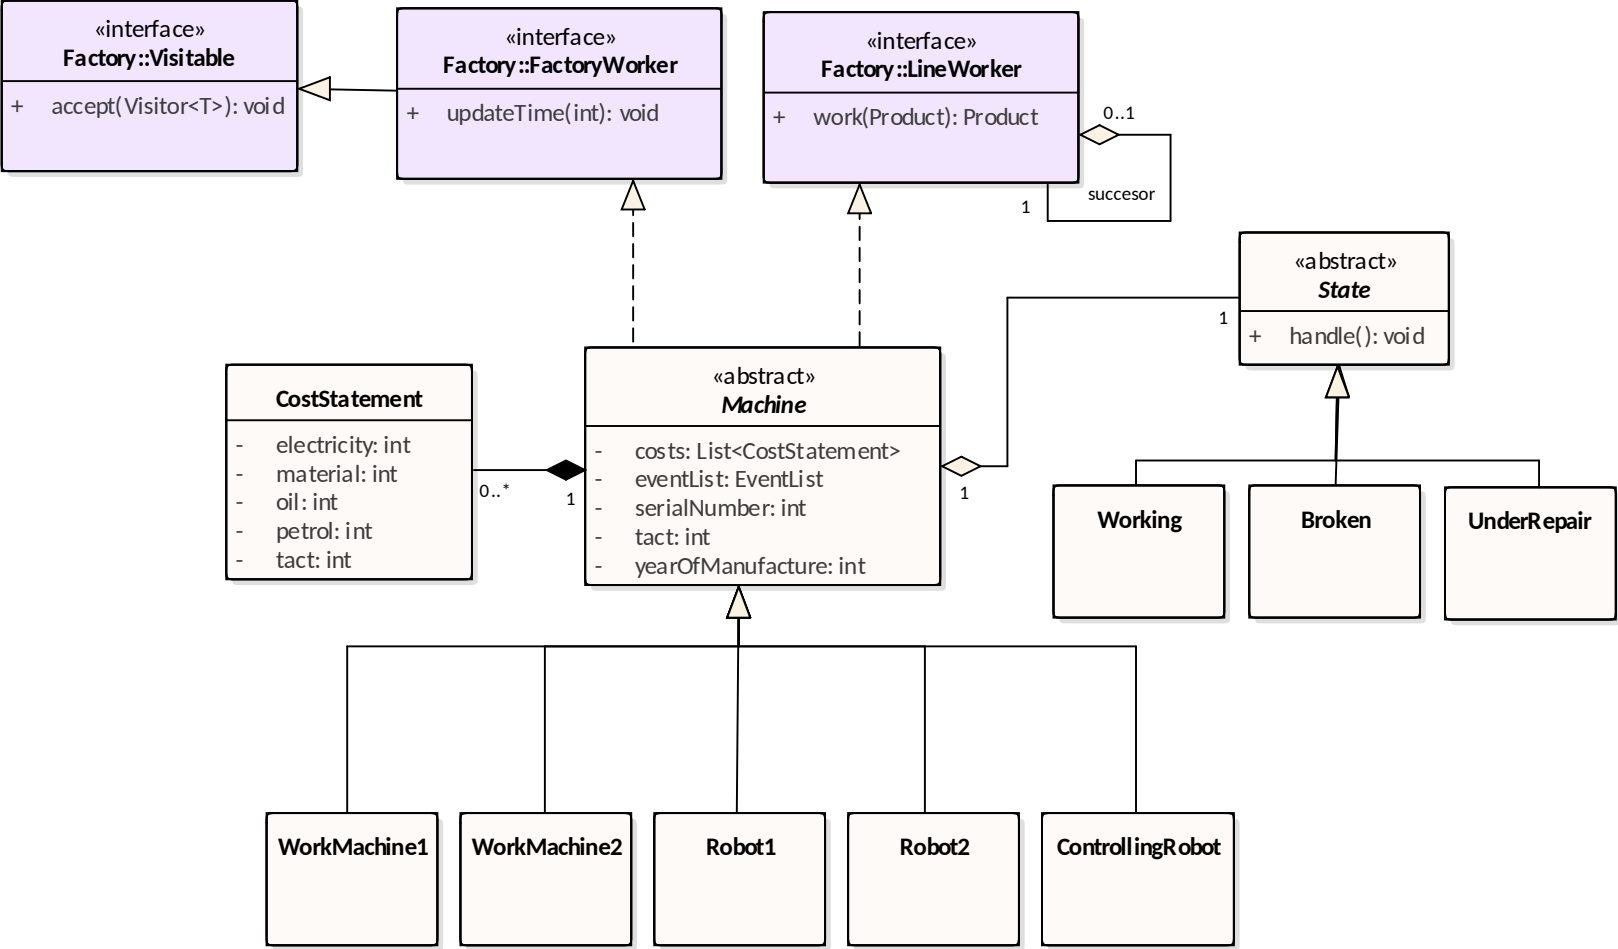 «interface»
Factory::Visitable
+ accept(Visitor<T>): void
«interface»
Factory::FactoryWorker
+ updateTime(int): void
«interface»
Factory::LineWorker
+ work(Product): Product
0..1
succesor
1
«abstract»
State
+ handle(): void
1
CostStatement
- electricity: int
- material: int
- oil: int
- petrol: int
- tact: int
0..*
1
«abstract»
Machine
- costs: List<CostStatement>
- eventList: EventList
- serialNumber: int
- tact: int
- yearOfManufacture: int
1
Working
Broken
UnderRepair
WorkMachine1
WorkMachine2
Robot1
Robot2
ControllingRobot